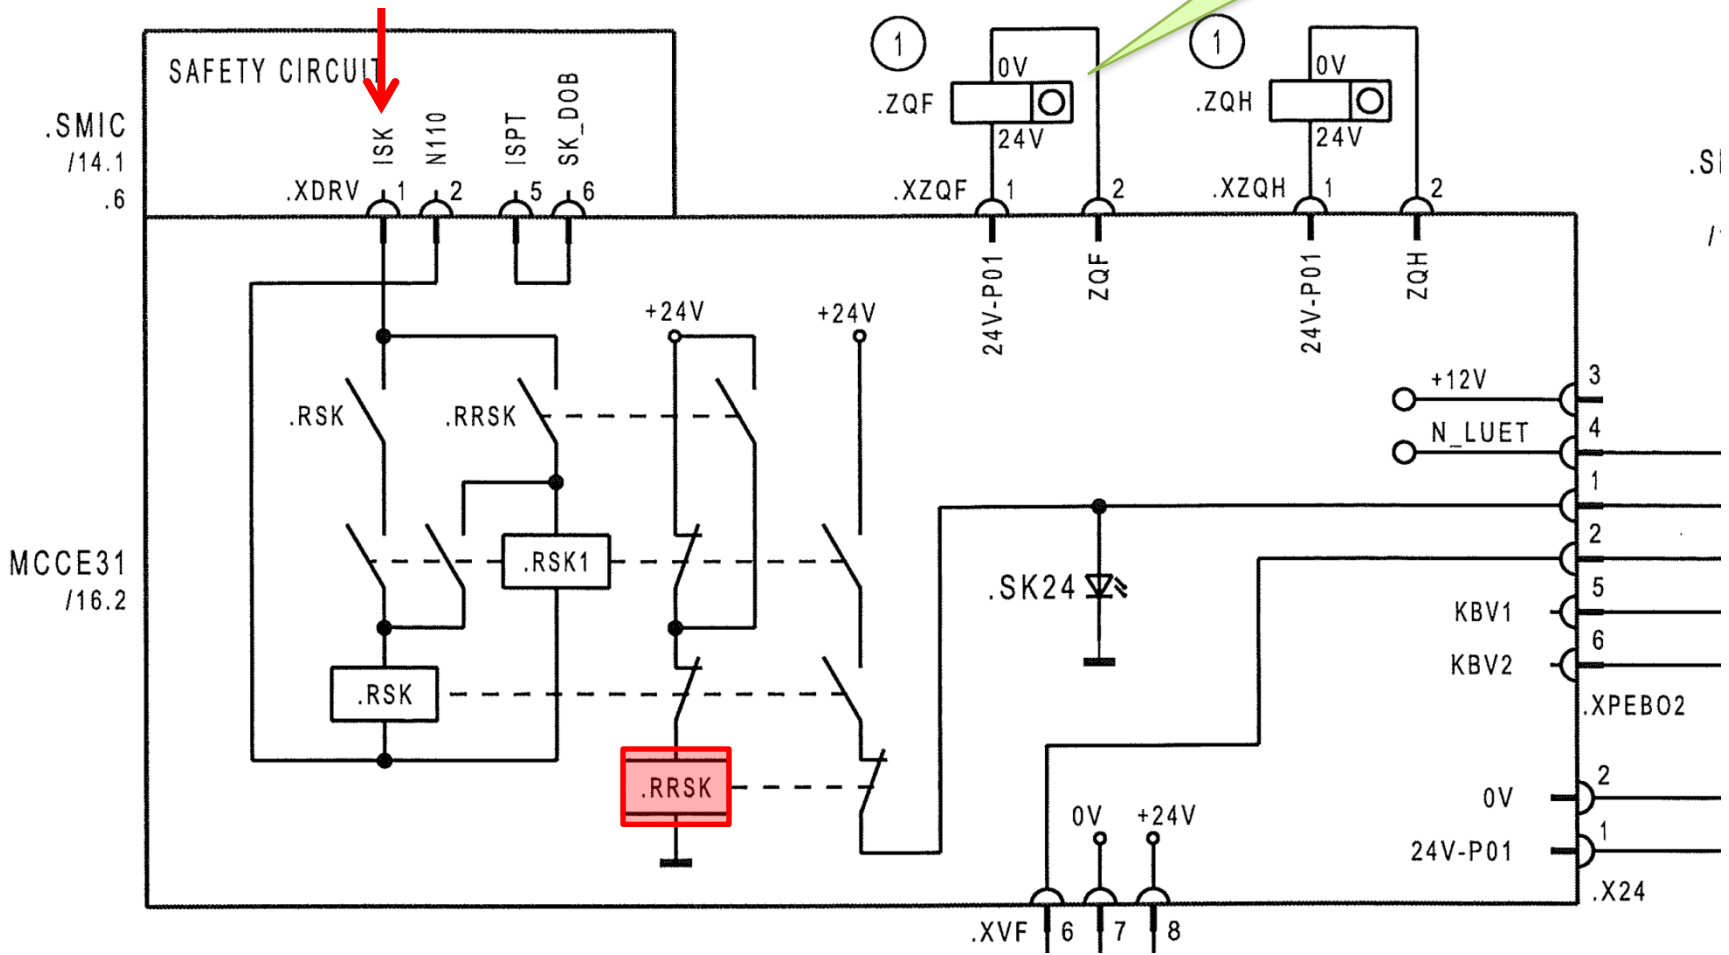 SAFETY CIRCUIT
.SMIC
/14.1
.6
ISK
N110
ISPT
SK_DOB
.XDRV 1 2 5 6
1
0V
.ZQF
24V
.XZQF 1 2
24V-P01
ZQF
1
0V
.ZQH
24V
.XZQH 1 2
24V-P01
ZQH
+24V
+24V
.RSK
.RRSK
+12V 3
N_LUET 4
1
2
MCCE31
/16.2
.RSK1
.SK24
KBV1 5
KBV2 6
.XPEBO2
.RSK
.RRSK
0V
+24V
0V 2
24V-P01 1
.X24
.XVF 6 7 8